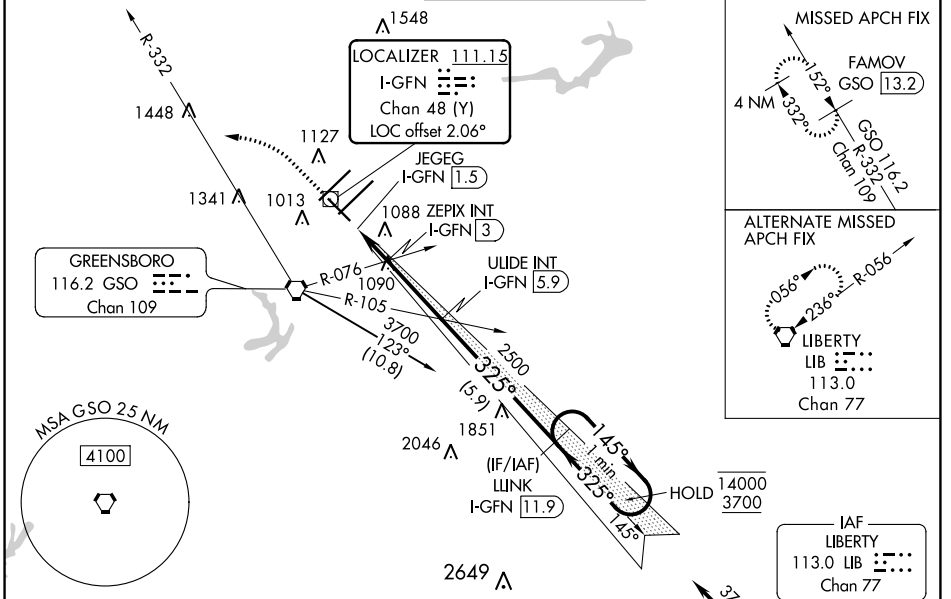 1548
R-332
LOCALIZER 111.15
I-GFN
Chan 48 (Y)
LOC offset 2.06°
1448
1127
JEGEG
I-GFN 1.5
1341
1013
1088
ZEPIX INT
I-GFN 3
GREENSBORO
116.2 GSO
Chan 109
R-076
1090
ULIDE INT
I-GFN 5.9
R-105
3700
123°
(10.8)
2500
325°
(5.9)
1851
2046
145°
1 min
325°
145°
(IF/IAF)
LLINK
I-GFN 11.9
HOLD
14000
3700
MSA GSO 25 NM
4100
2649
37
MISSED APCH FIX
FAMOV
GSO 13.2
4 NM
152°
332°
GSO 116.2
R-332
Chan 109
ALTERNATE MISSED
APCH FIX
056°
236°
R-056
LIBERTY
LIB
113.0
Chan 77
IAF
LIBERTY
113.0 LIB
Chan 77